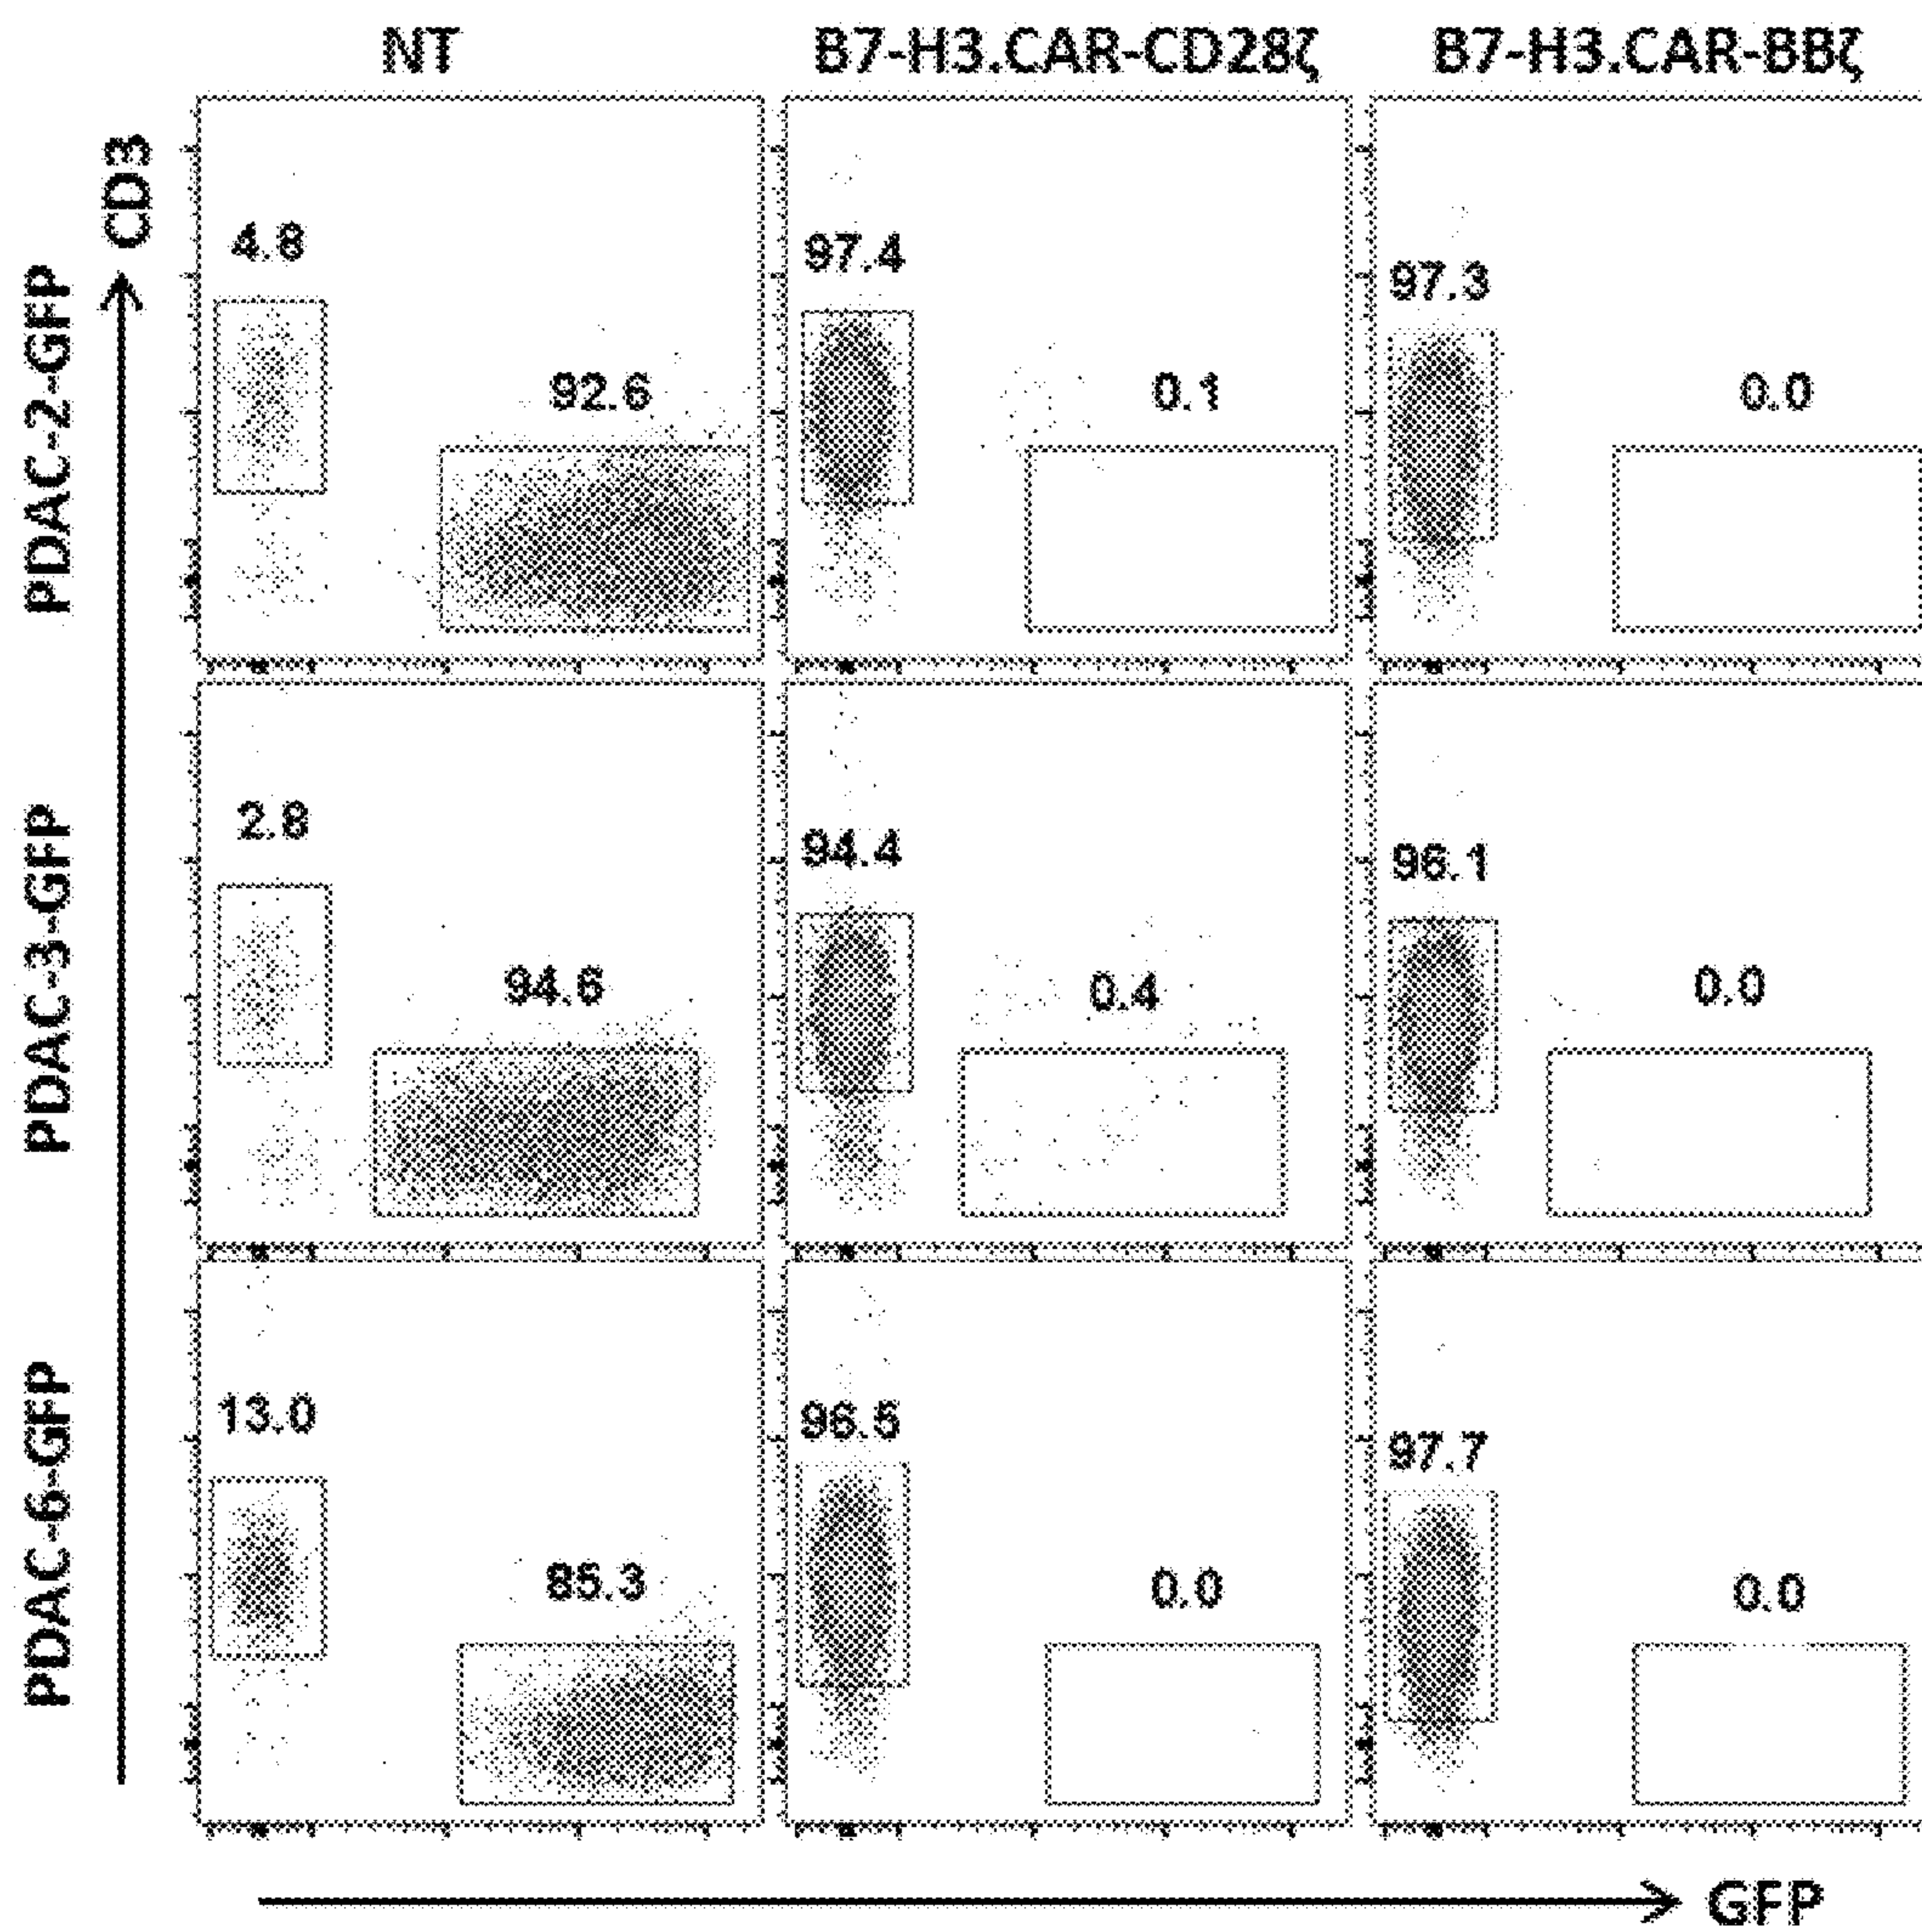 NT B7-H3.CAR-CD28ζ B7-H3.CAR-BBζ
CD3
PDAC-2-GFP
4.8 97.4 97.3
92.6 0.1 0.0
PDAC-3-GFP
2.8 94.4 96.1
94.6 0.4 0.0
PDAC-6-GFP
13.0 96.5 97.7
85.3 0.0 0.0
GFP